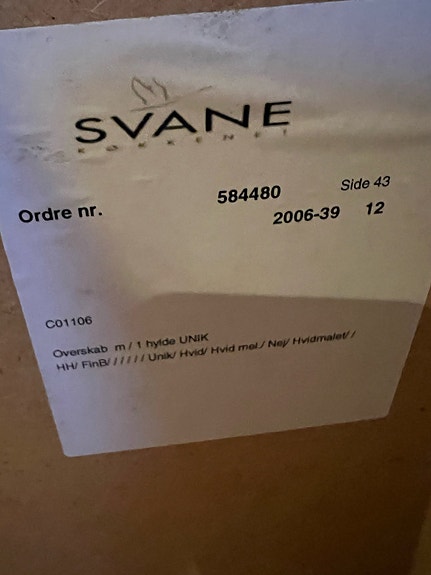 SVANE
KØKKENET
Ordre nr.
584480
Side 43
2006-39
12
C01106
Overskab m / 1 hylde UNIK
HH/ FinB/ / / / / / Unik/ Hvid/ Hvid mel./ Nej/ Hvidmalet/ /